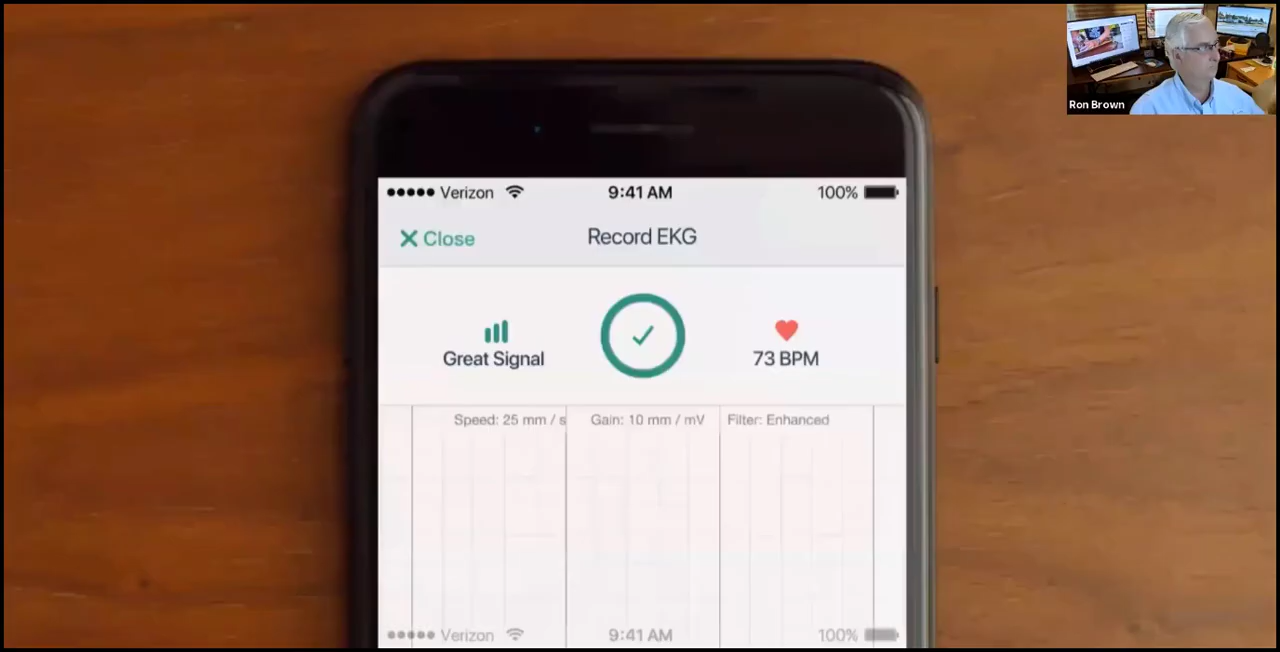 Ron Brown
Verizon 9:41 AM 100%
Close Record EKG
Great Signal 73 BPM
Speed: 25 mm / s Gain: 10 mm / mV Filter: Enhanced
Verizon 9:41 AM 100%